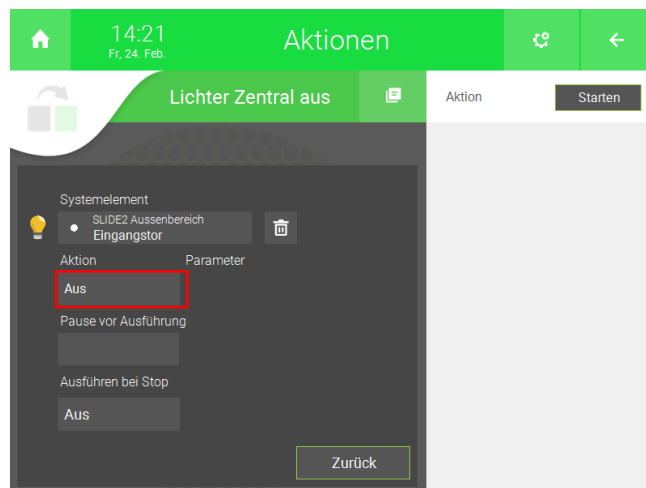 14:21
Fr, 24. Feb.
Aktionen
Lichter Zentral aus
Aktion
Starten
Systemelement
SLIDE2 Aussenbereich
Eingangstor
Aktion
Parameter
Aus
Pause vor Ausführung
Ausführen bei Stop
Aus
Zurück